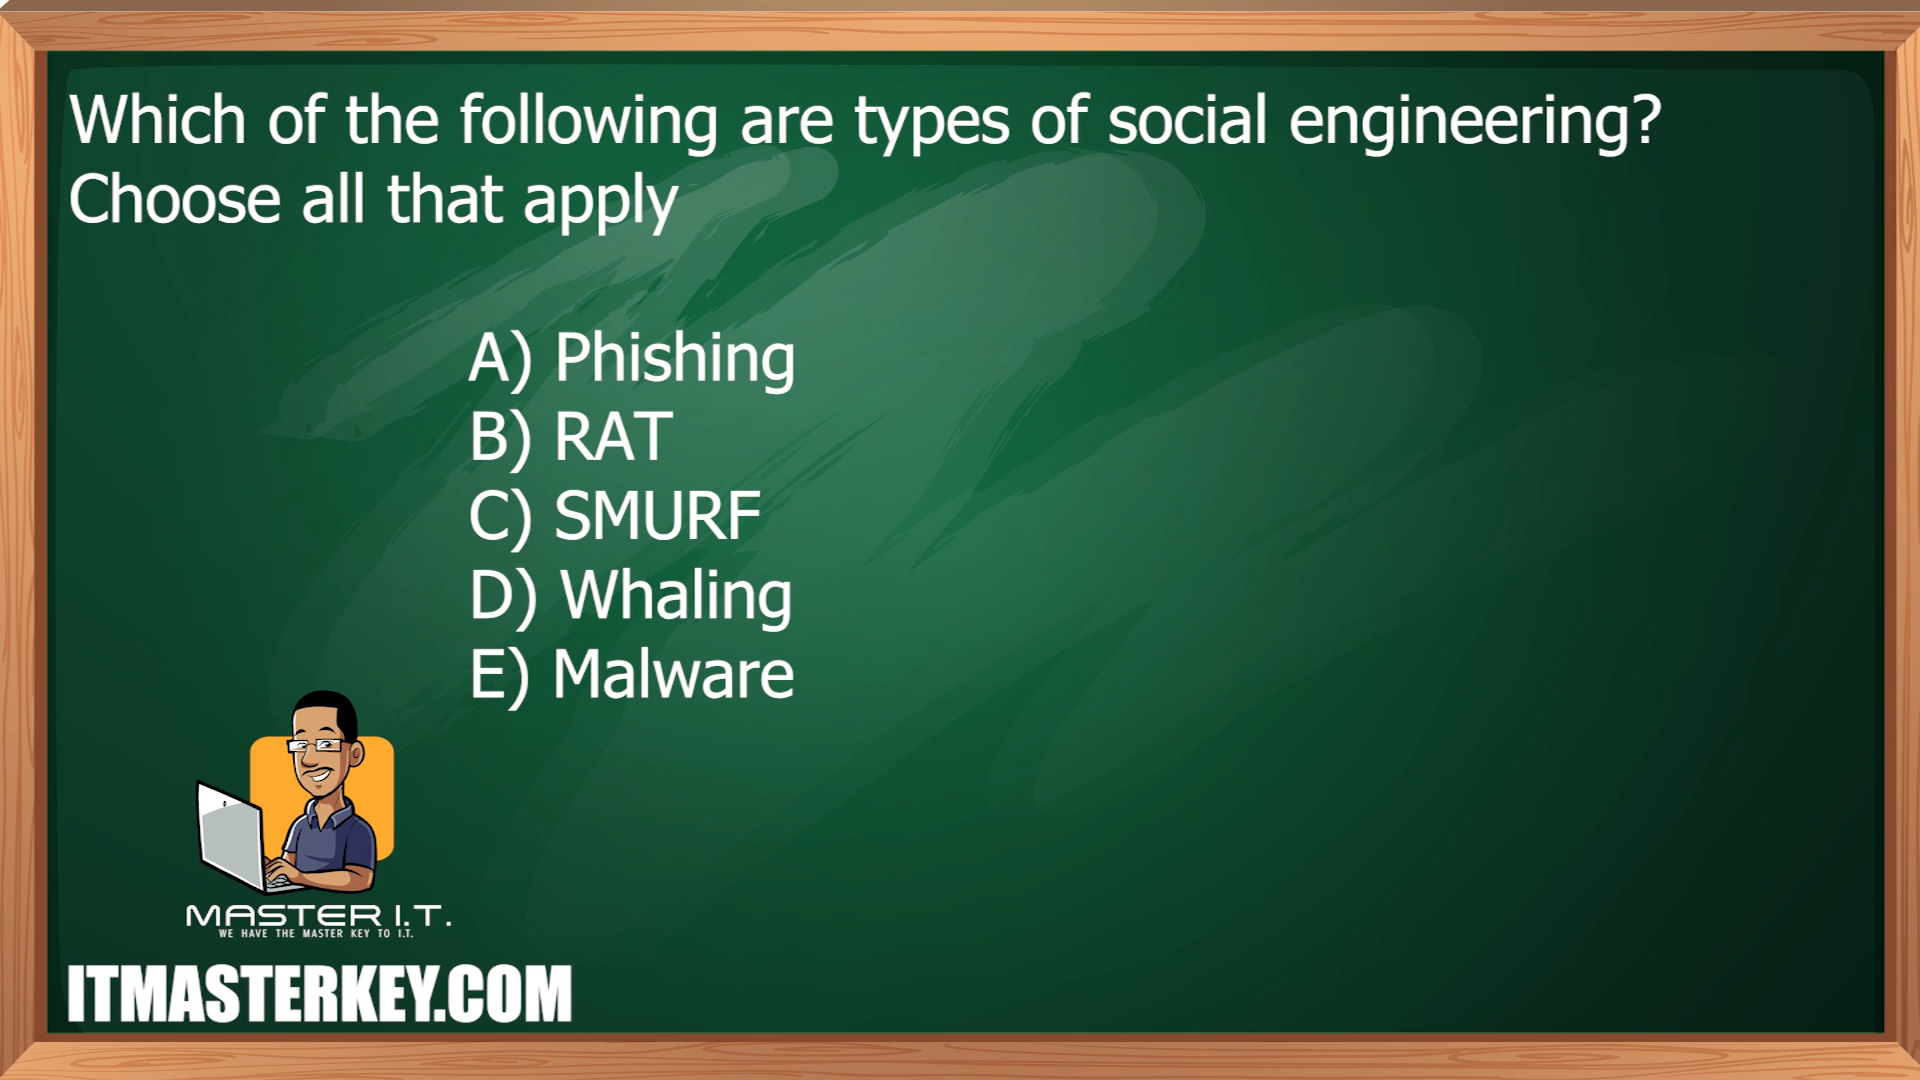 Which of the following are types of social engineering?
Choose all that apply
A) Phishing
B) RAT
C) SMURF
D) Whaling
E) Malware
MASTER I.T.
WE HAVE THE MASTER KEY TO I.T.
ITMASTERKEY.COM